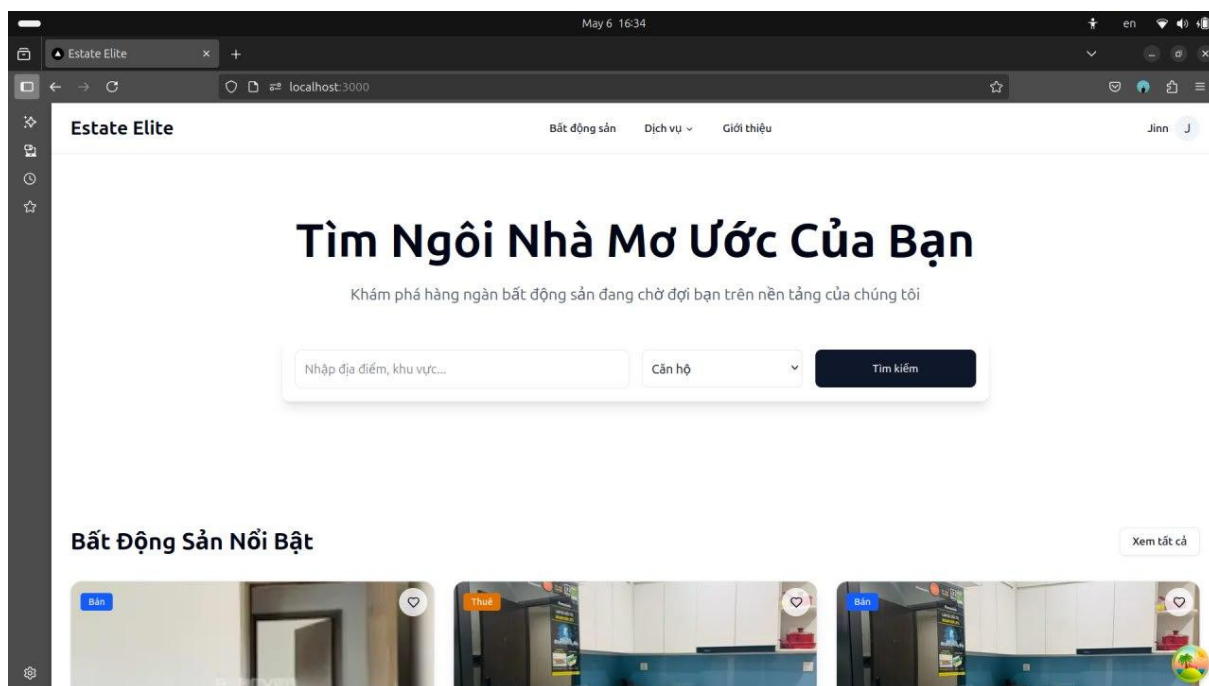 May 6 16:34
en
Estate Elite
localhost:3000
Estate Elite
Bất động sản
Dịch vụ
Giới thiệu
Jinn
J
Tìm Ngôi Nhà Mơ Ước Của Bạn
Khám phá hàng ngàn bất động sản đang chờ đợi bạn trên nền tảng của chúng tôi
Nhập địa điểm, khu vực...
Căn hộ
Tìm kiếm
Bất Động Sản Nổi Bật
Xem tất cả
Bán
Thuê
Bán